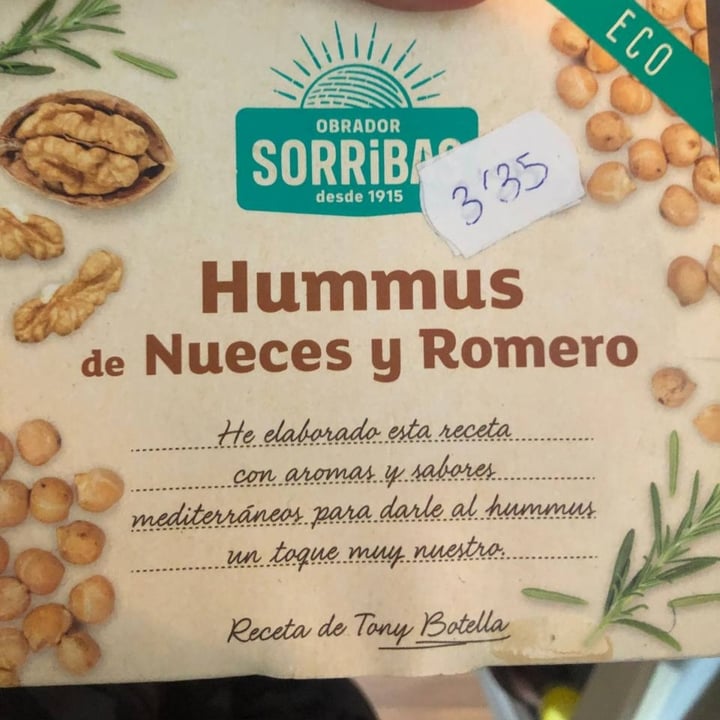 ECO
OBRADOR
SORRiBAS
desde 1915
3'35
Hummus
de Nueces y Romero
He elaborado esta receta
con aromas y sabores
mediterráneos para darle al hummus
un toque muy nuestro.
Receta de Tony Botella